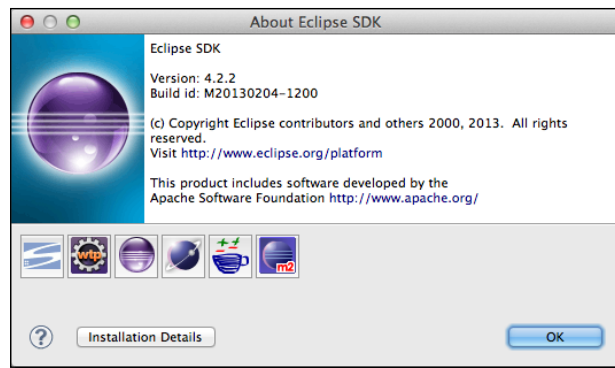 About Eclipse SDK
Eclipse SDK
Version: 4.2.2
Build id: M20130204-1200
(c) Copyright Eclipse contributors and others 2000, 2013.  All rights
reserved.
Visit http://www.eclipse.org/platform
This product includes software developed by the
Apache Software Foundation http://www.apache.org/
wtp
m2
?
Installation Details
OK